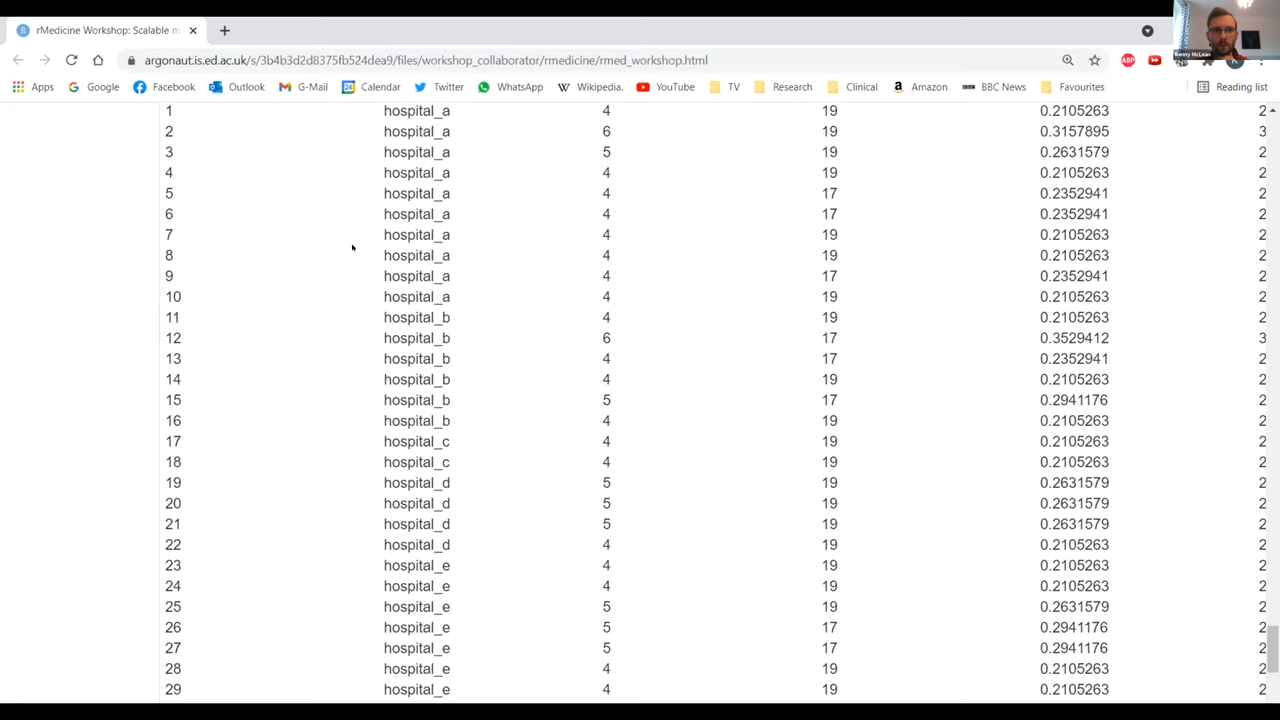 rMedicine Workshop: Scalable m
argonaut.is.ed.ac.uk/s/3b4b3d2d8375fb524dea9/files/workshop_collaborator/rmedicine/rmed_workshop.html
Kenny McLean
ABP
Apps Google Facebook Outlook G-Mail 24 Calendar Twitter WhatsApp W Wikipedia. YouTube TV Research Clinical a Amazon BBC News Favourites Reading list
1 hospital_a 4 19 0.2105263 2
2 hospital_a 6 19 0.3157895 3
3 hospital_a 5 19 0.2631579 2
4 hospital_a 4 19 0.2105263 2
5 hospital_a 4 17 0.2352941 2
6 hospital_a 4 17 0.2352941 2
7 hospital_a 4 19 0.2105263 2
8 hospital_a 4 19 0.2105263 2
9 hospital_a 4 17 0.2352941 2
10 hospital_a 4 19 0.2105263 2
11 hospital_b 4 19 0.2105263 2
12 hospital_b 6 17 0.3529412 3
13 hospital_b 4 17 0.2352941 2
14 hospital_b 4 19 0.2105263 2
15 hospital_b 5 17 0.2941176 2
16 hospital_b 4 19 0.2105263 2
17 hospital_c 4 19 0.2105263 2
18 hospital_c 4 19 0.2105263 2
19 hospital_d 5 19 0.2631579 2
20 hospital_d 5 19 0.2631579 2
21 hospital_d 5 19 0.2631579 2
22 hospital_d 4 19 0.2105263 2
23 hospital_e 4 19 0.2105263 2
24 hospital_e 4 19 0.2105263 2
25 hospital_e 5 19 0.2631579 2
26 hospital_e 5 17 0.2941176 2
27 hospital_e 5 17 0.2941176 2
28 hospital_e 4 19 0.2105263 2
29 hospital_e 4 19 0.2105263 2